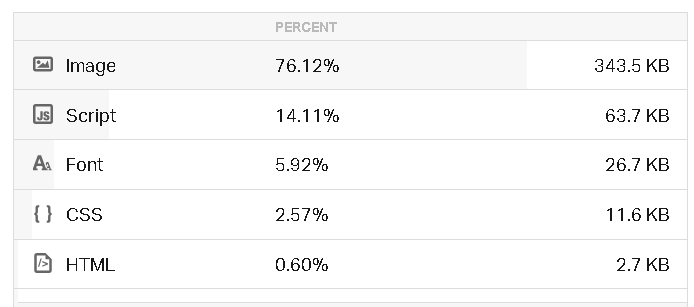 PERCENT
Image 76.12% 343.5 KB
JS Script 14.11% 63.7 KB
AA Font 5.92% 26.7 KB
{ } CSS 2.57% 11.6 KB
</> HTML 0.60% 2.7 KB